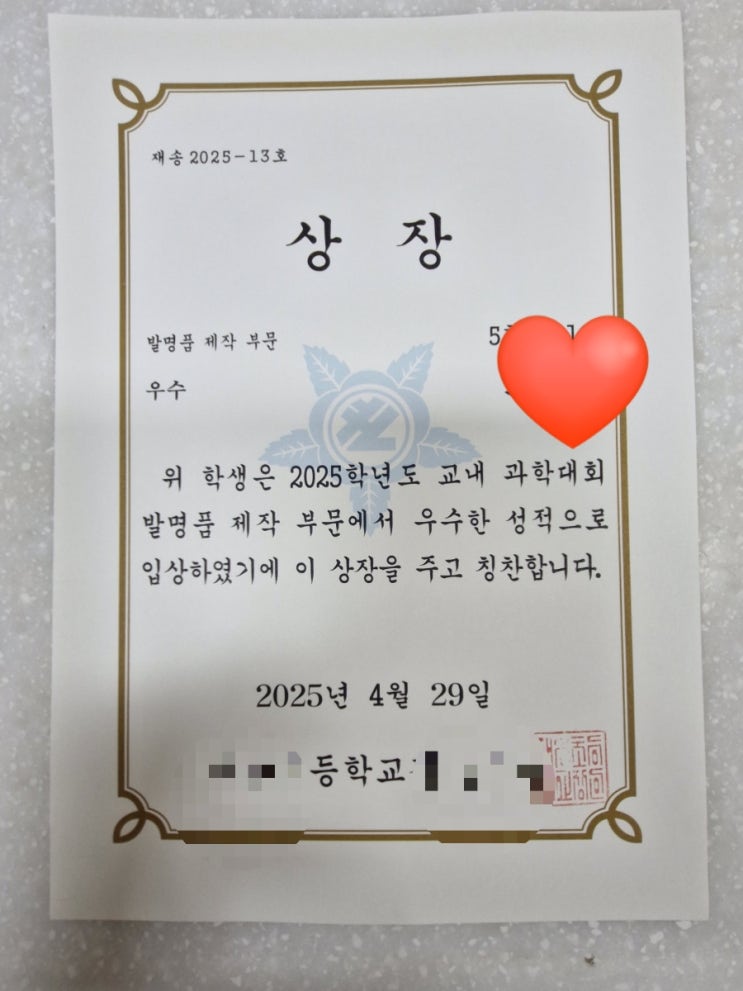 재송 2025-13호
상 장
발명품 제작 부문
우수
위 학생은 2025학년도 교내 과학대회
발명품 제작 부문에서 우수한 성적으로
입상하였기에 이 상장을 주고 칭찬합니다.
2025년 4월 29일
등학교